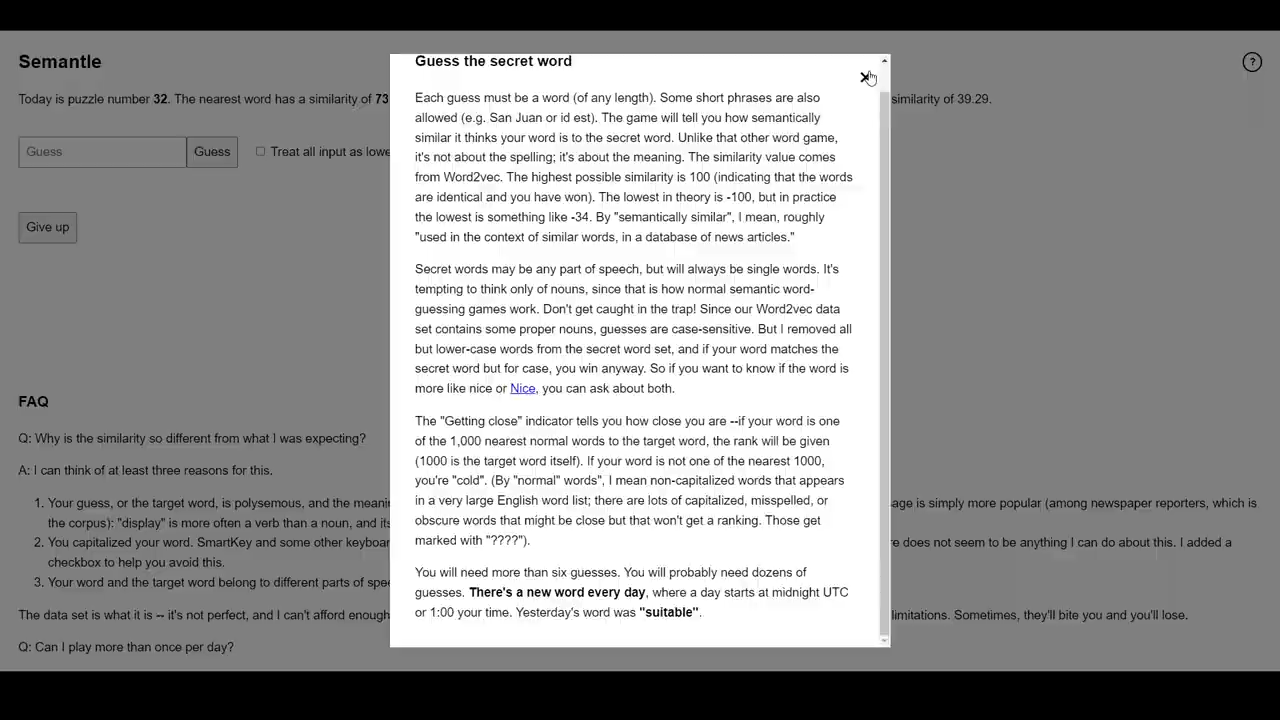 Semantle
Today is puzzle number 32. The nearest word has a similarity of 73
similarity of 39.29.
?
Guess
Guess
Treat all input as lowe
Give up
Guess the secret word
Each guess must be a word (of any length). Some short phrases are also
allowed (e.g. San Juan or id est). The game will tell you how semantically
similar it thinks your word is to the secret word. Unlike that other word game,
it's not about the spelling; it's about the meaning. The similarity value comes
from Word2vec. The highest possible similarity is 100 (indicating that the words
are identical and you have won). The lowest in theory is -100, but in practice
the lowest is something like -34. By "semantically similar", I mean, roughly
"used in the context of similar words, in a database of news articles."
Secret words may be any part of speech, but will always be single words. It's
tempting to think only of nouns, since that is how normal semantic word-
guessing games work. Don't get caught in the trap! Since our Word2vec data
set contains some proper nouns, guesses are case-sensitive. But I removed all
but lower-case words from the secret word set, and if your word matches the
secret word but for case, you win anyway. So if you want to know if the word is
more like nice or Nice, you can ask about both.
The "Getting close" indicator tells you how close you are --if your word is one
of the 1,000 nearest normal words to the target word, the rank will be given
(1000 is the target word itself). If your word is not one of the nearest 1000,
you're "cold". (By "normal" words", I mean non-capitalized words that appears
in a very large English word list; there are lots of capitalized, misspelled, or
obscure words that might be close but that won't get a ranking. Those get
marked with "????").
You will need more than six guesses. You will probably need dozens of
guesses. There's a new word every day, where a day starts at midnight UTC
or 1:00 your time. Yesterday's word was "suitable".
FAQ
Q: Why is the similarity so different from what I was expecting?
A: I can think of at least three reasons for this.
1. Your guess, or the target word, is polysemous, and the meani
age is simply more popular (among newspaper reporters, which is
the corpus): "display" is more often a verb than a noun, and its
2. You capitalized your word. SmartKey and some other keyboar
e does not seem to be anything I can do about this. I added a
checkbox to help you avoid this.
3. Your word and the target word belong to different parts of spee
The data set is what it is -- it's not perfect, and I can't afford enough
limitations. Sometimes, they'll bite you and you'll lose.
Q: Can I play more than once per day?